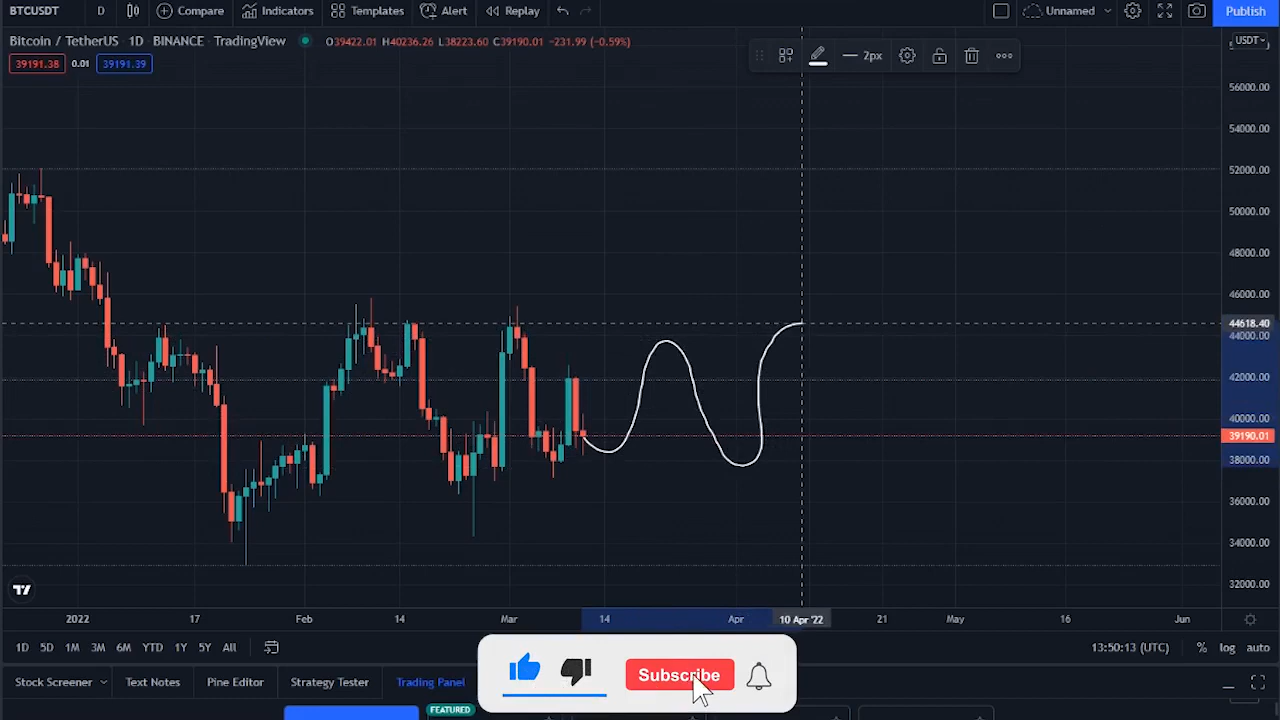 BTCUSDT D Compare Indicators Templates Alert Replay Unnamed Publish
Bitcoin / TetherUS · 1D · BINANCE · TradingView O39422.01 H40236.26 L38223.60 C39190.01 −231.99 (−0.59%) USDT
39191.38 0.01 39191.39 2px
56000.00
54000.00
52000.00
50000.00
48000.00
46000.00
44618.40
44000.00
42000.00
40000.00
39190.01
38000.00
36000.00
34000.00
32000.00
2022 17 Feb 14 Mar 14 Apr 10 Apr '22 21 May 16 Jun
1D 5D 1M 3M 6M YTD 1Y 5Y All 13:50:13 (UTC) % log auto
Stock Screener Text Notes Pine Editor Strategy Tester Trading Panel Subscribe
FEATURED